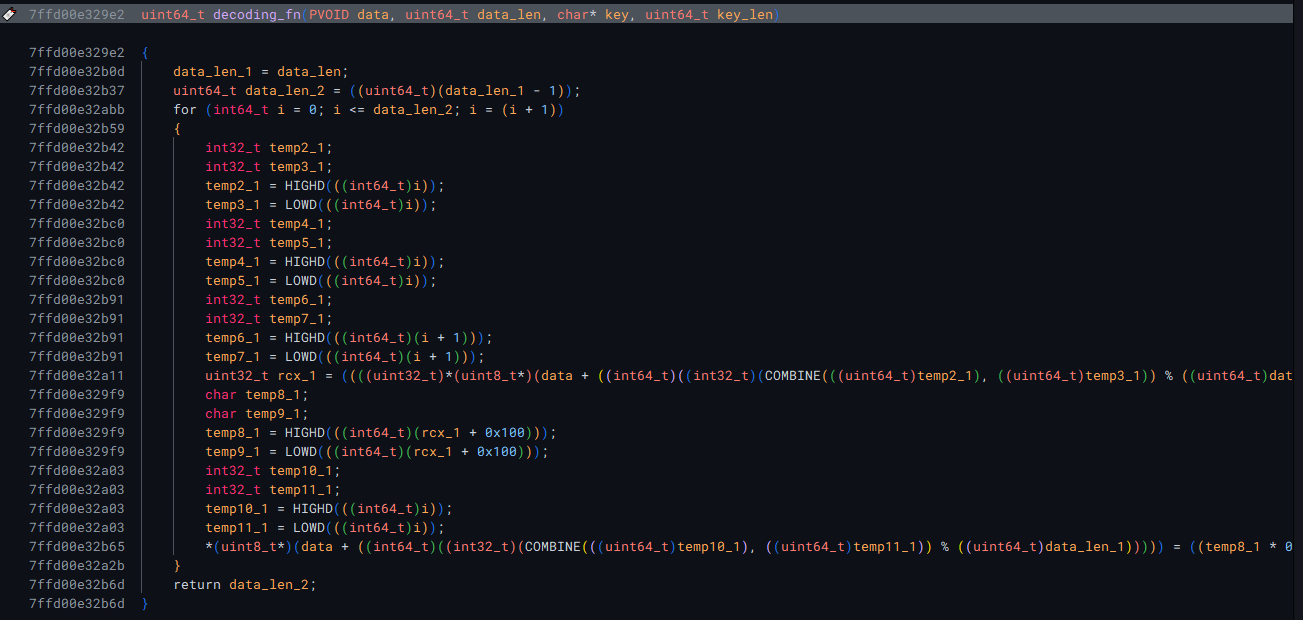 7ffd00e329e2 uint64_t decoding_fn(PVOID data, uint64_t data_len, char* key, uint64_t key_len)
7ffd00e329e2 {
7ffd00e32b0d data_len_1 = data_len;
7ffd00e32b37 uint64_t data_len_2 = ((uint64_t)(data_len_1 - 1));
7ffd00e32abb for (int64_t i = 0; i <= data_len_2; i = (i + 1))
7ffd00e32b59 {
7ffd00e32b42 int32_t temp2_1;
7ffd00e32b42 int32_t temp3_1;
7ffd00e32b42 temp2_1 = HIGHD(((int64_t)i));
7ffd00e32b42 temp3_1 = LOWD(((int64_t)i));
7ffd00e32bc0 int32_t temp4_1;
7ffd00e32bc0 int32_t temp5_1;
7ffd00e32bc0 temp4_1 = HIGHD(((int64_t)i));
7ffd00e32bc0 temp5_1 = LOWD(((int64_t)i));
7ffd00e32b91 int32_t temp6_1;
7ffd00e32b91 int32_t temp7_1;
7ffd00e32b91 temp6_1 = HIGHD(((int64_t)(i + 1)));
7ffd00e32b91 temp7_1 = LOWD(((int64_t)(i + 1)));
7ffd00e32a11 uint32_t rcx_1 = ((((uint32_t)*(uint8_t*)(data + ((int64_t)((int32_t)(COMBINE(((uint64_t)temp2_1), ((uint64_t)temp3_1)) % ((uint64_t)dat
7ffd00e329f9 char temp8_1;
7ffd00e329f9 char temp9_1;
7ffd00e329f9 temp8_1 = HIGHD(((int64_t)(rcx_1 + 0x100)));
7ffd00e329f9 temp9_1 = LOWD(((int64_t)(rcx_1 + 0x100)));
7ffd00e32a03 int32_t temp10_1;
7ffd00e32a03 int32_t temp11_1;
7ffd00e32a03 temp10_1 = HIGHD(((int64_t)i));
7ffd00e32a03 temp11_1 = LOWD(((int64_t)i));
7ffd00e32b65 *(uint8_t*)(data + ((int64_t)((int32_t)(COMBINE(((uint64_t)temp10_1), ((uint64_t)temp11_1)) % ((uint64_t)data_len_1))))) = ((temp8_1 * 0
7ffd00e32a2b }
7ffd00e32b6d return data_len_2;
7ffd00e32b6d }